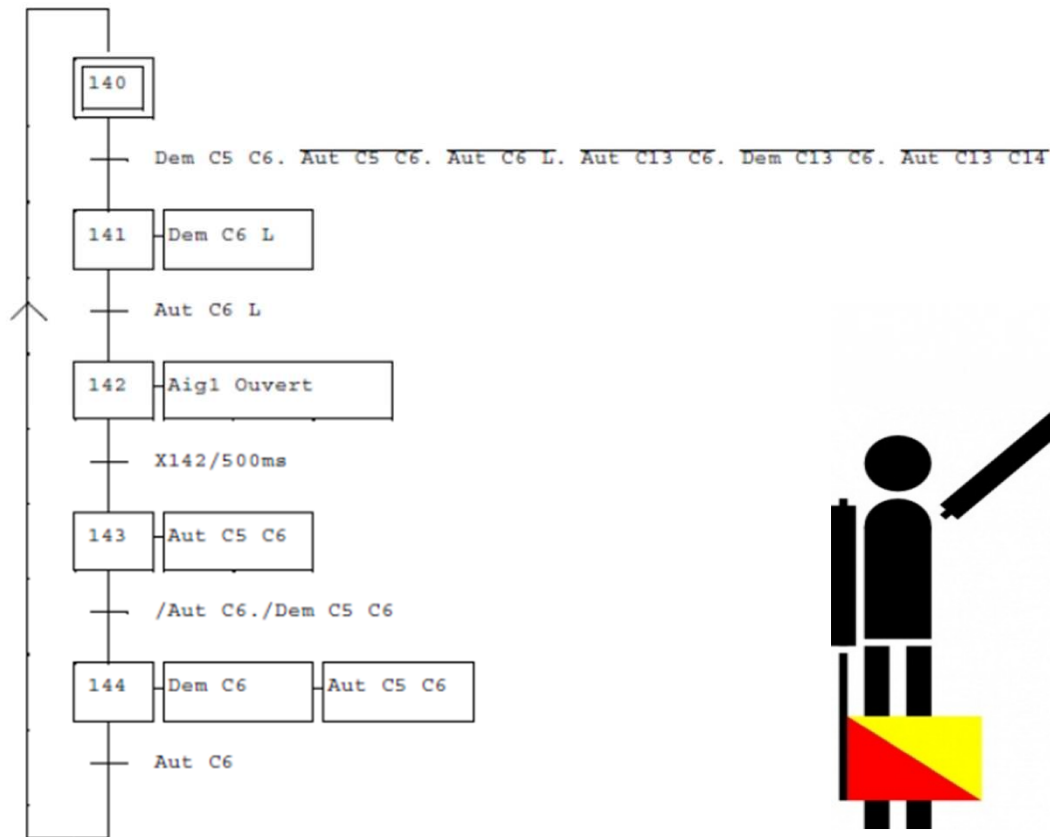 140
Dem C5 C6. Aut C5 C6. Aut C6 L. Aut C13 C6. Dem C13 C6. Aut C13 C14
141 Dem C6 L
Aut C6 L
142 Aig1 Ouvert
X142/500ms
143 Aut C5 C6
/Aut C6./Dem C5 C6
144 Dem C6 Aut C5 C6
Aut C6